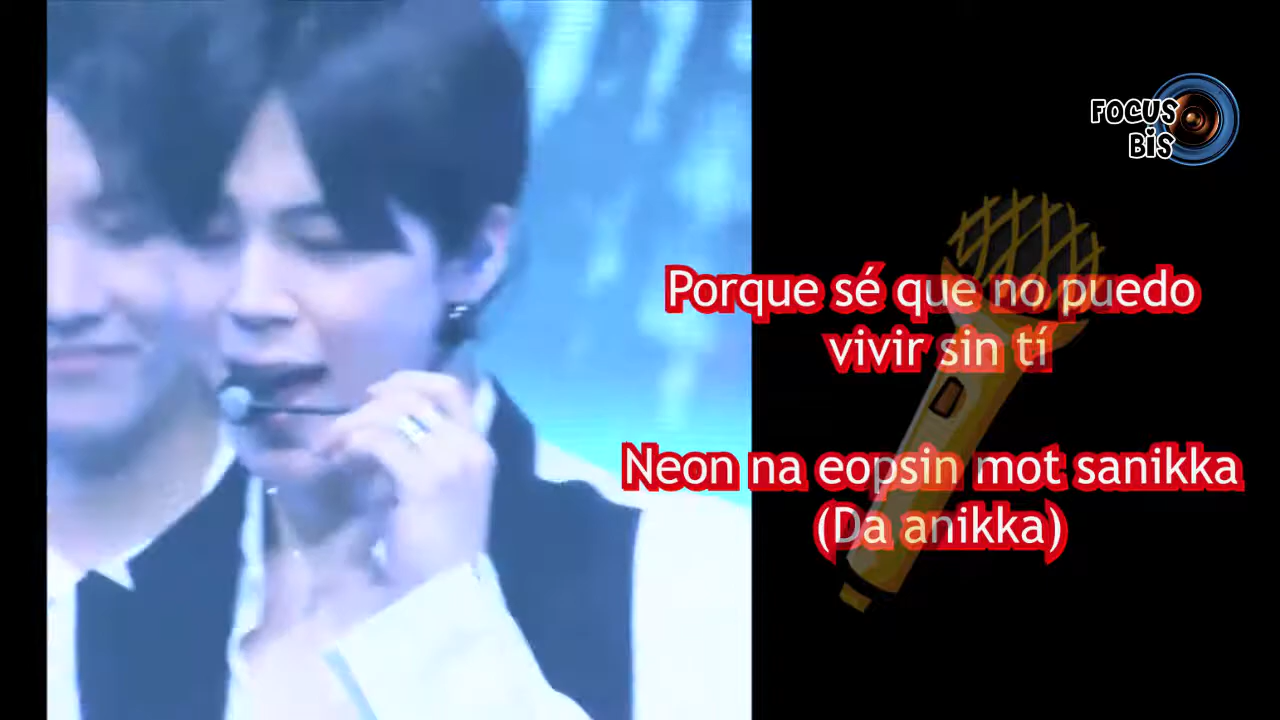 FOCUS
BiS
Porque sé que no puedo
vivir sin tí
Neon na eopsin mot sanikka
(Da anikka)